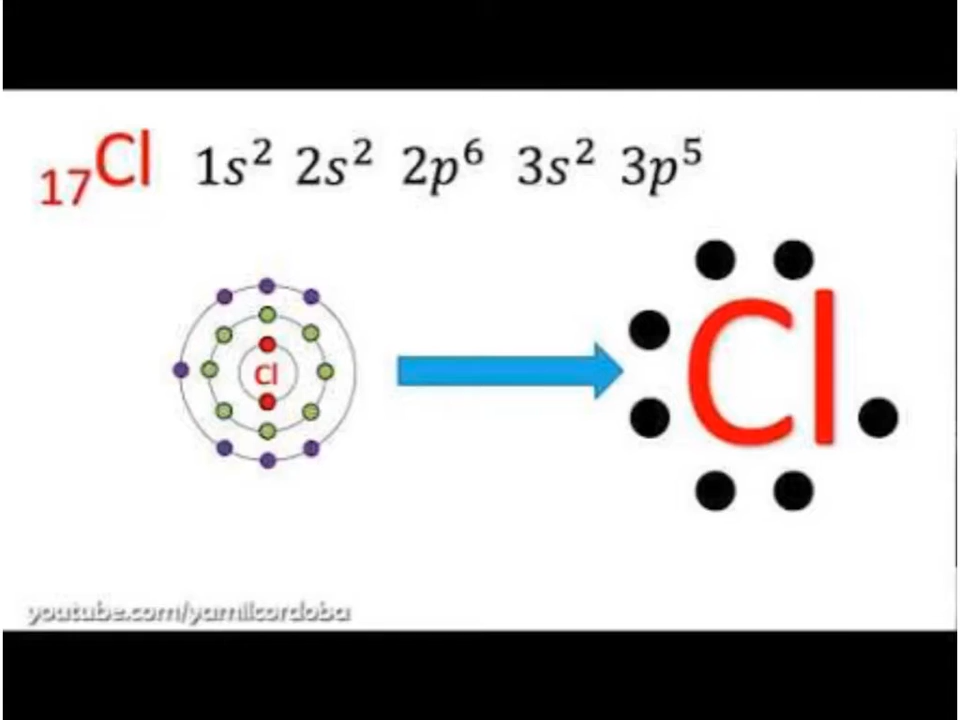 ₁₇Cl 1s² 2s² 2p⁶ 3s² 3p⁵
Cl
Cl
youtube.com/yamilcordoba